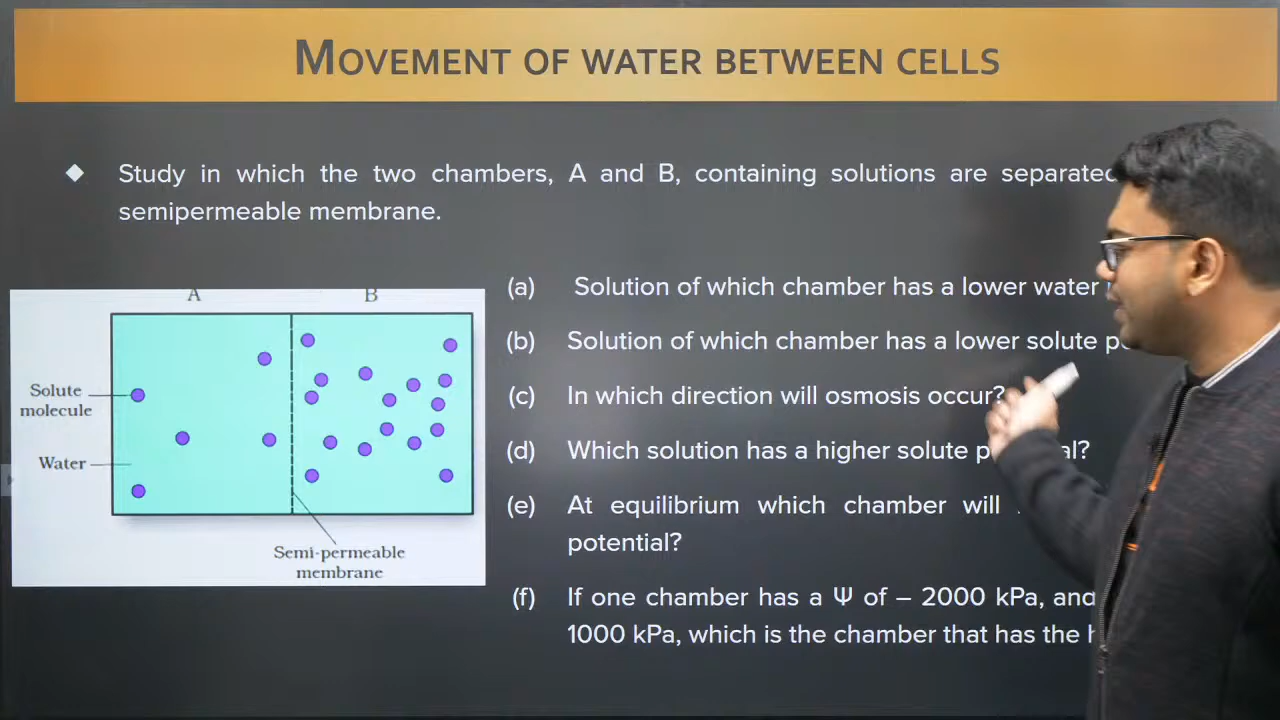 MOVEMENT OF WATER BETWEEN CELLS
Study in which the two chambers, A and B, containing solutions are separated
semipermeable membrane.
A B
Solute
molecule
Water
Semi-permeable
membrane
(a) Solution of which chamber has a lower water
(b) Solution of which chamber has a lower solute
(c) In which direction will osmosis occur?
(d) Which solution has a higher solute
(e) At equilibrium which chamber will
potential?
(f) If one chamber has a Ψ of – 2000 kPa, and
1000 kPa, which is the chamber that has the